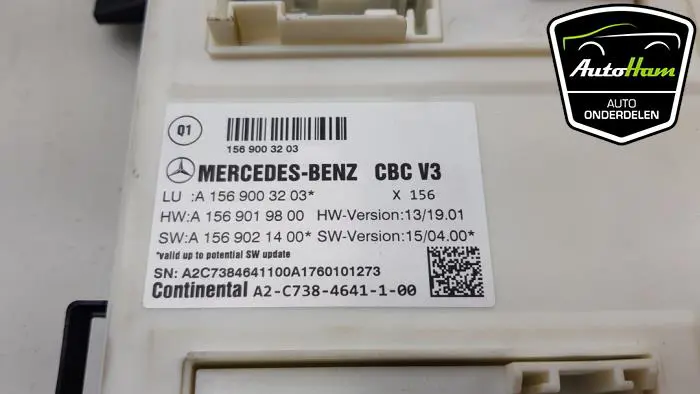 AutoHam
AUTO
ONDERDELEN
Q1
156 900 32 03
MERCEDES-BENZ CBC V3
LU :A 156 900 32 03* X 156
HW:A 156 901 98 00 HW-Version:13/19.01
SW:A 156 902 14 00* SW-Version:15/04.00*
*valid up to potential SW update
SN: A2C7384641100A1760101273
Continental A2-C738-4641-1-00